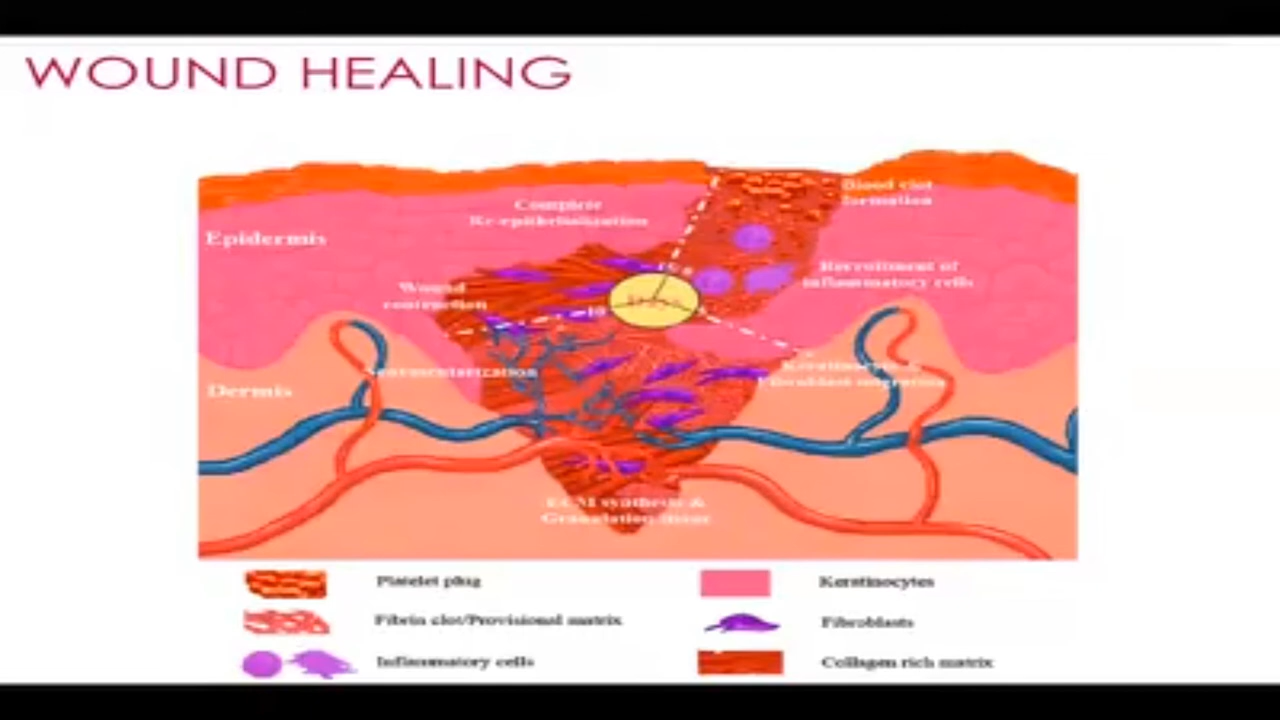 WOUND HEALING
Blood clot
formation
Complete
Re-epithelialization
Epidermis
Recruitment of
inflammatory cells
Wound
contraction
Neovascularization
Keratinocyte &
Fibroblast migration
Dermis
ECM synthesis &
Granulation tissue
Platelet plug
Keratinocytes
Fibrin clot/Provisional matrix
Fibroblasts
Inflammatory cells
Collagen rich matrix